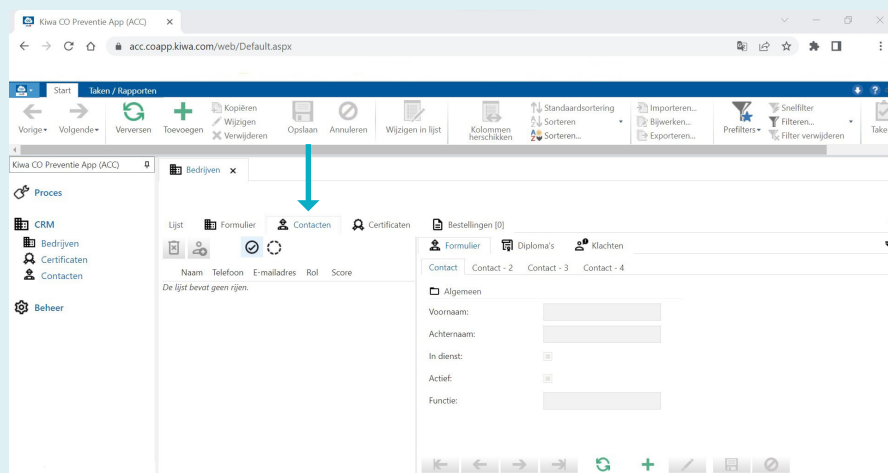 Kiwa CO Preventie App (ACC)
acc.coapp.kiwa.com/web/Default.aspx
Start Taken / Rapporten
Vorige Volgende Verversen Toevoegen Kopiëren Wijzigen Verwijderen Opslaan Annuleren Wijzigen in lijst Kolommen herschikken Standaardsortering Sorteren Sorteren... Importeren... Bijwerken... Exporteren... Prefilters Snelfilter Filteren... Filter verwijderen Take
Kiwa CO Preventie App (ACC) Bedrijven
Proces
CRM
Bedrijven
Certificaten
Contacten
Beheer
Lijst Formulier Contacten Certificaten Bestellingen [0]
Naam Telefoon E-mailadres Rol Score
De lijst bevat geen rijen.
Formulier Diploma's Klachten
Contact Contact - 2 Contact - 3 Contact - 4
Algemeen
Voornaam:
Achternaam:
In dienst:
Actief:
Functie: